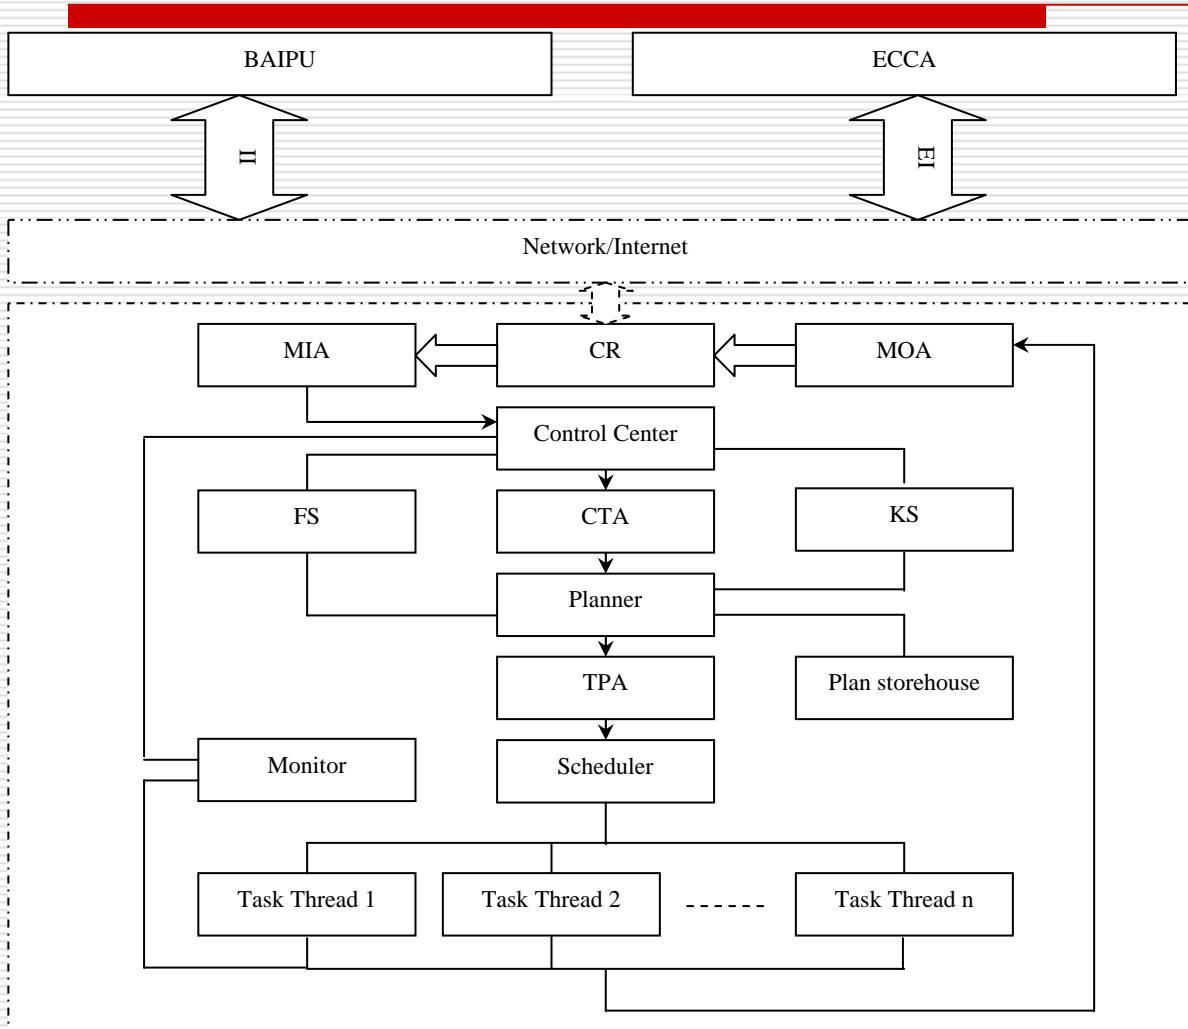 BAIPU
ECCA
II
EI
Network/Internet
MIA
CR
MOA
Control Center
FS
CTA
KS
Planner
TPA
Plan storehouse
Monitor
Scheduler
Task Thread 1
Task Thread 2
Task Thread n